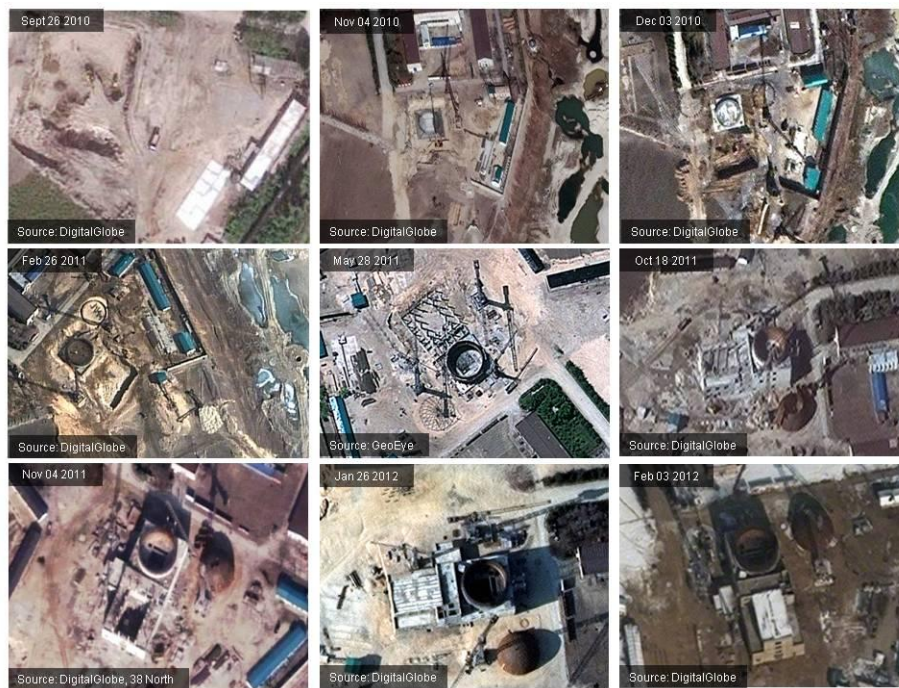 Sept 26 2010
Nov 04 2010
Dec 03 2010
Source: DigitalGlobe
Source: DigitalGlobe
Source: DigitalGlobe
Feb 26 2011
May 28 2011
Oct 18 2011
Source: DigitalGlobe
Source: GeoEye
Source: DigitalGlobe
Nov 04 2011
Jan 26 2012
Feb 03 2012
Source: DigitalGlobe, 38 North
Source: DigitalGlobe
Source: DigitalGlobe